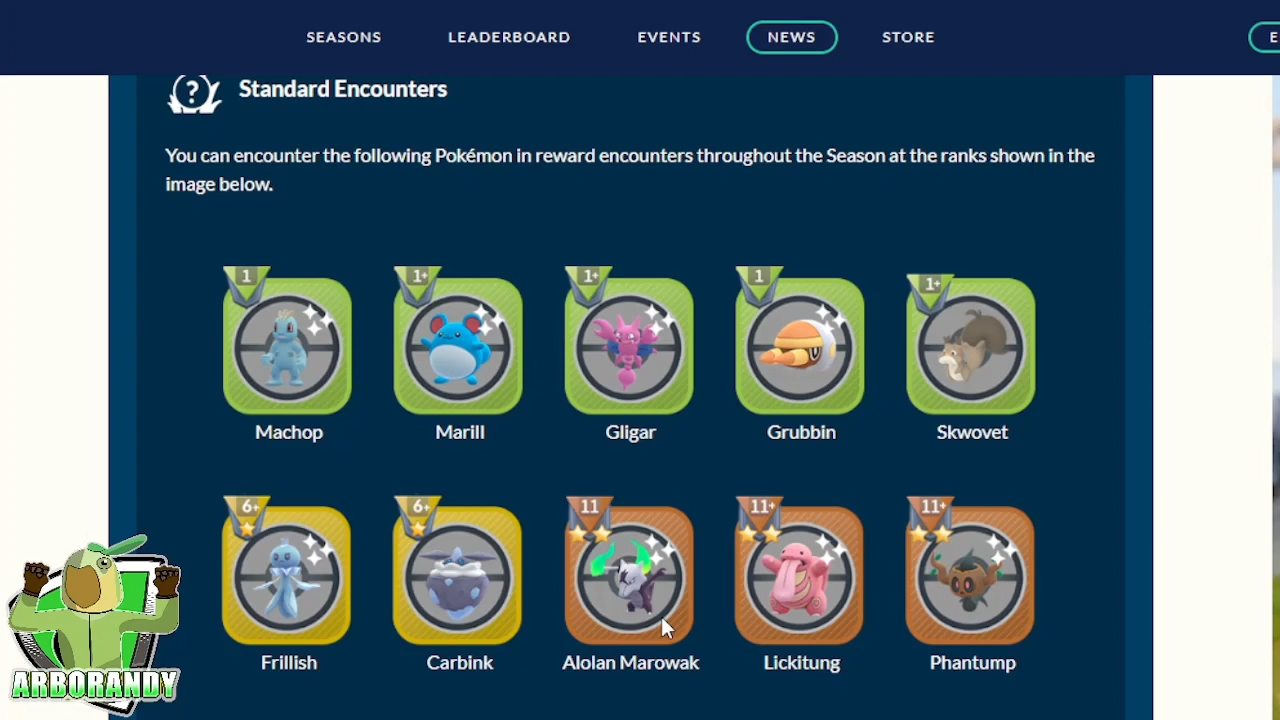 SEASONS LEADERBOARD EVENTS NEWS STORE E
? Standard Encounters
You can encounter the following Pokémon in reward encounters throughout the Season at the ranks shown in the
image below.
1 1+ 1+ 1 1+
Machop Marill Gligar Grubbin Skwovet
6+ 6+ 11 11+ 11+
Frillish Carbink Alolan Marowak Lickitung Phantump
ARBORANDY